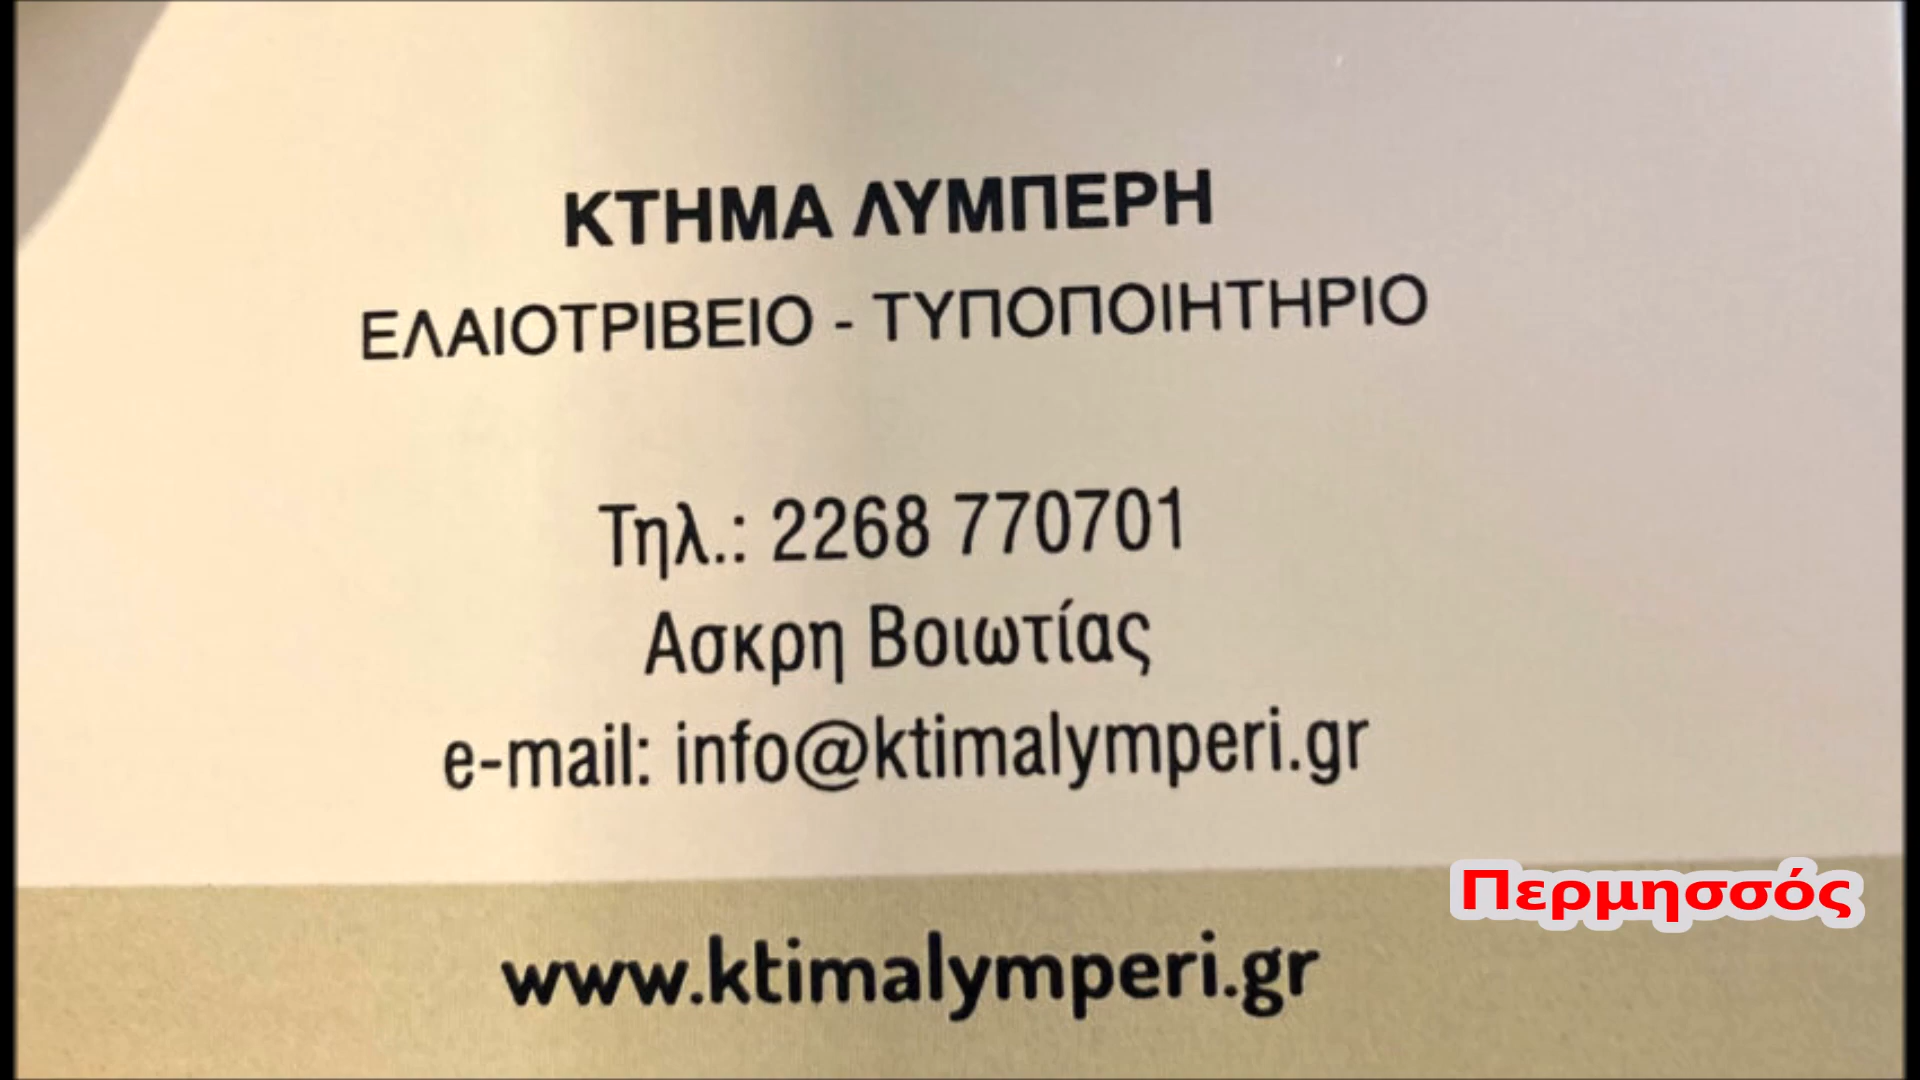 ΚΤΗΜΑ ΛΥΜΠΕΡΗ
ΕΛΑΙΟΤΡΙΒΕΙΟ - ΤΥΠΟΠΟΙΗΤΗΡΙΟ
Τηλ.: 2268 770701
Ασκρη Βοιωτίας
e-mail: info@ktimalymperi.gr
Περμησσός
www.ktimalymperi.gr